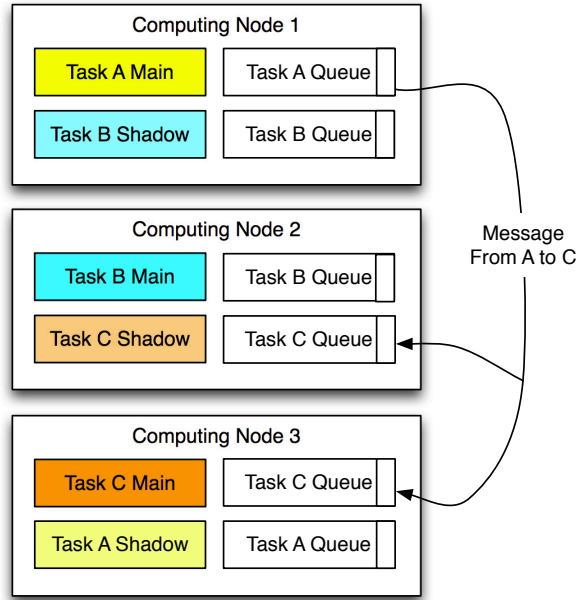 Computing Node 1
Task A Main
Task A Queue
Task B Shadow
Task B Queue
Computing Node 2
Task B Main
Task B Queue
Task C Shadow
Task C Queue
Message
From A to C
Computing Node 3
Task C Main
Task C Queue
Task A Shadow
Task A Queue